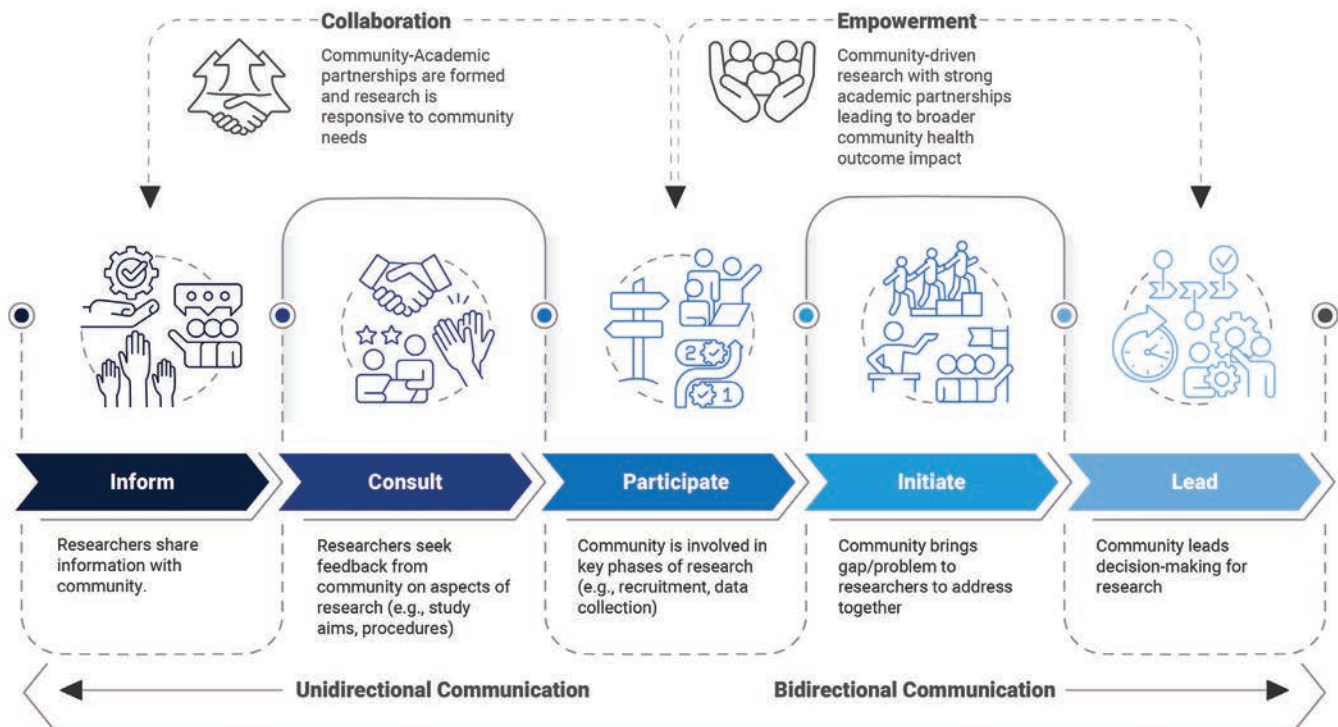 Collaboration
Community-Academic
partnerships are formed
and research is
responsive to community
needs
Empowerment
Community-driven
research with strong
academic partnerships
leading to broader
community health
outcome impact
2
1
Inform
Consult
Participate
Initiate
Lead
Researchers share
information with
community.
Researchers seek
feedback from
community on aspects of
research (e.g., study
aims, procedures)
Community is involved in
key phases of research
(e.g., recruitment, data
collection)
Community brings
gap/problem to
researchers to address
together
Community leads
decision-making for
research
Unidirectional Communication
Bidirectional Communication